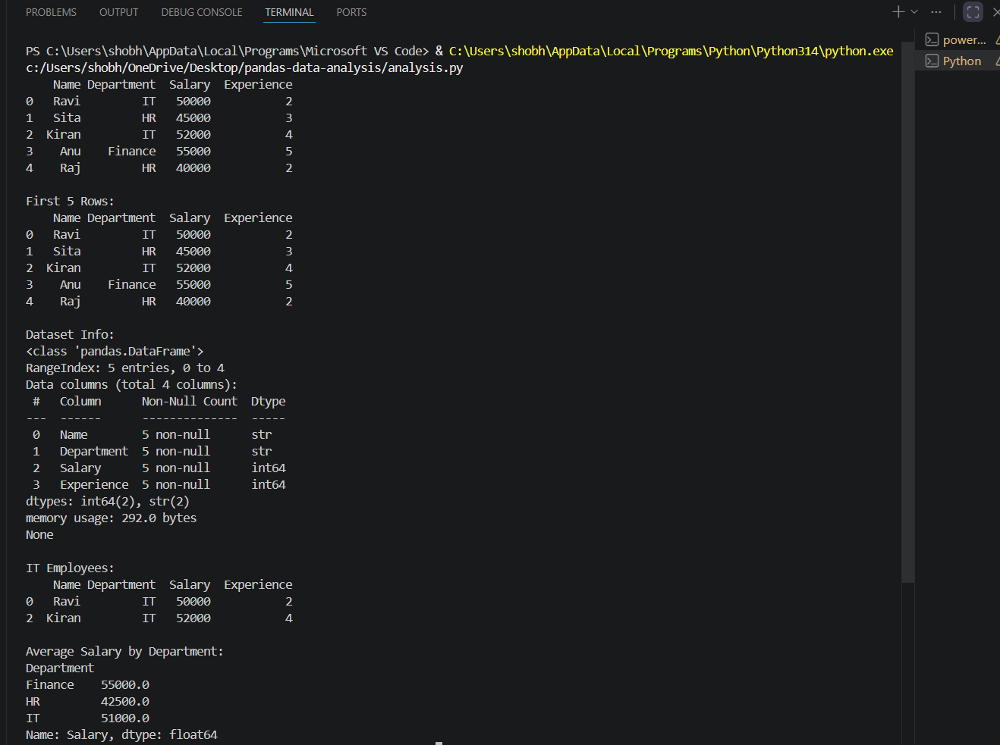 PROBLEMS OUTPUT DEBUG CONSOLE TERMINAL PORTS
power...
Python
PS C:\Users\shobh\AppData\Local\Programs\Microsoft VS Code> & C:\Users\shobh\AppData\Local\Programs\Python\Python314\python.exe
c:/Users/shobh/OneDrive/Desktop/pandas-data-analysis/analysis.py
    Name Department  Salary  Experience
0   Ravi         IT   50000           2
1   Sita         HR   45000           3
2  Kiran         IT   52000           4
3    Anu    Finance   55000           5
4    Raj         HR   40000           2

First 5 Rows:
    Name Department  Salary  Experience
0   Ravi         IT   50000           2
1   Sita         HR   45000           3
2  Kiran         IT   52000           4
3    Anu    Finance   55000           5
4    Raj         HR   40000           2

Dataset Info:
<class 'pandas.DataFrame'>
RangeIndex: 5 entries, 0 to 4
Data columns (total 4 columns):
 #   Column      Non-Null Count  Dtype
---  ------      --------------  -----
 0   Name        5 non-null      str
 1   Department  5 non-null      str
 2   Salary      5 non-null      int64
 3   Experience  5 non-null      int64
dtypes: int64(2), str(2)
memory usage: 292.0 bytes
None

IT Employees:
    Name Department  Salary  Experience
0   Ravi         IT   50000           2
2  Kiran         IT   52000           4

Average Salary by Department:
Department
Finance    55000.0
HR         42500.0
IT         51000.0
Name: Salary, dtype: float64